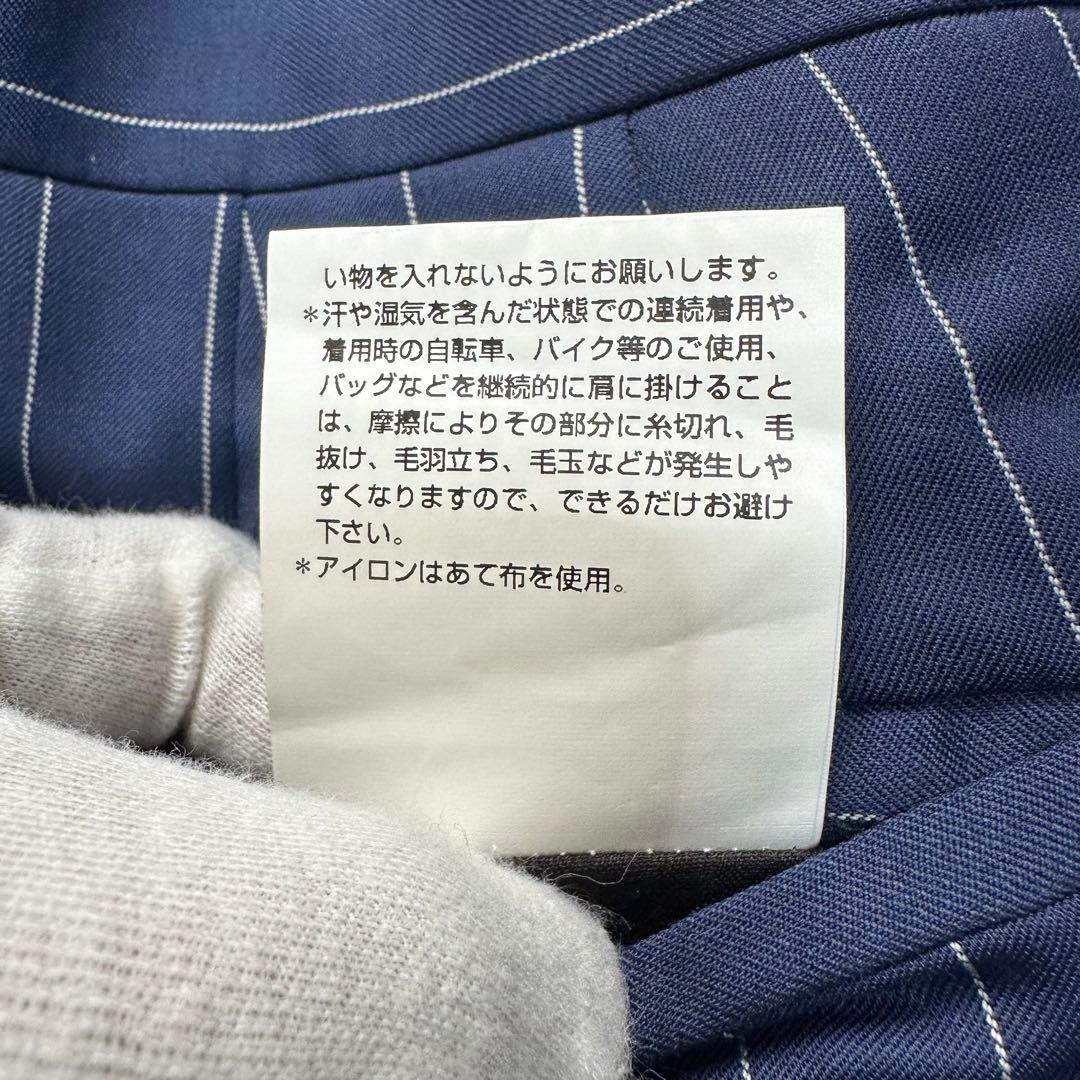 い物を入れないようにお願いします。
＊汗や湿気を含んだ状態での連続着用や、
着用時の自転車、バイク等のご使用、
バッグなどを継続的に肩に掛けること
は、摩擦によりその部分に糸切れ、毛
抜け、毛羽立ち、毛玉などが発生しや
すくなりますので、できるだけお避け
下さい。
＊アイロンはあて布を使用。